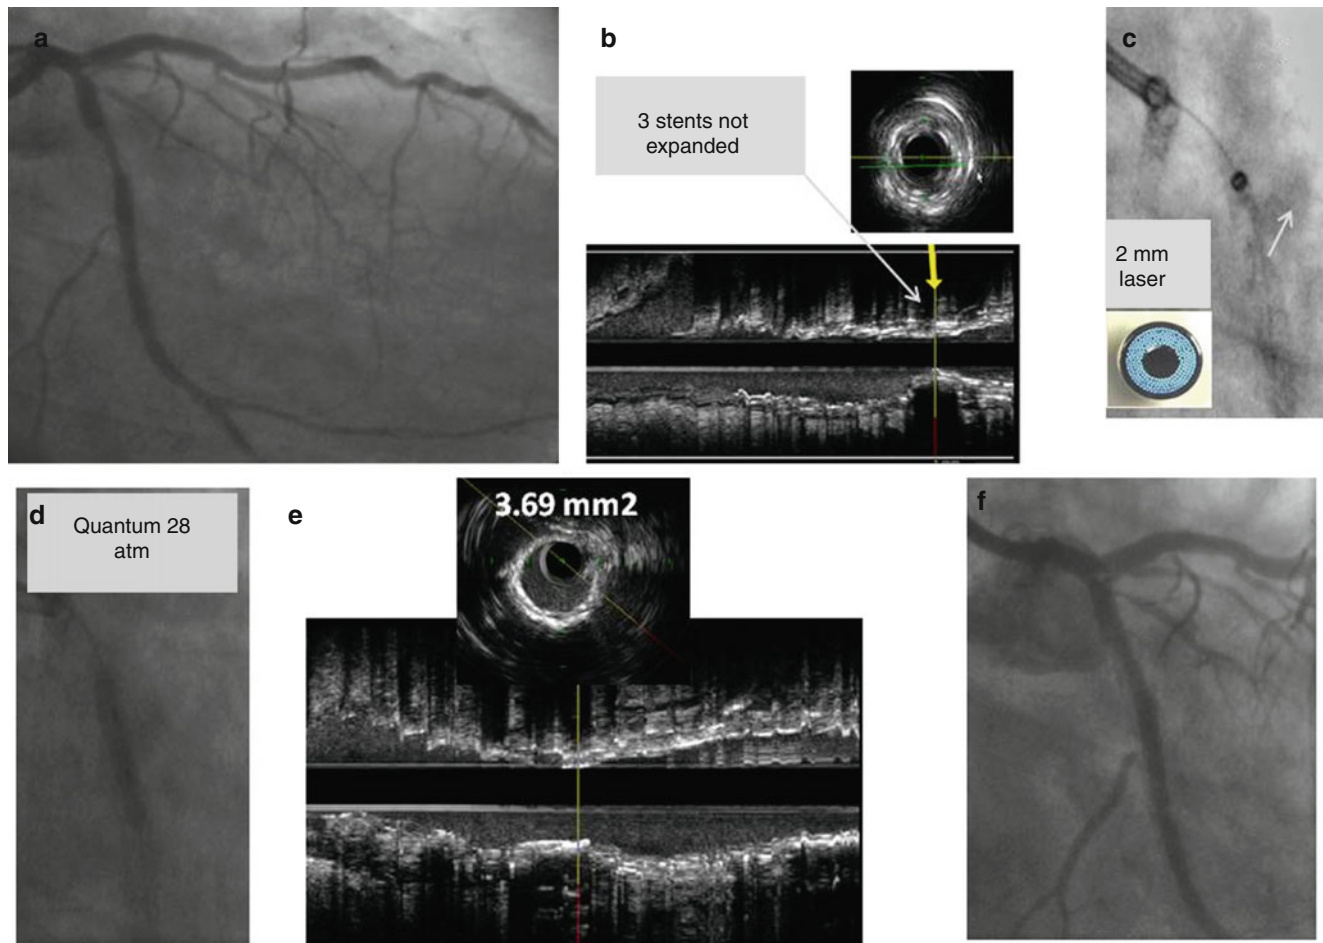 a
b
3 stents not
expanded
c
2 mm
laser
d
Quantum 28
atm
e
3.69 mm2
f